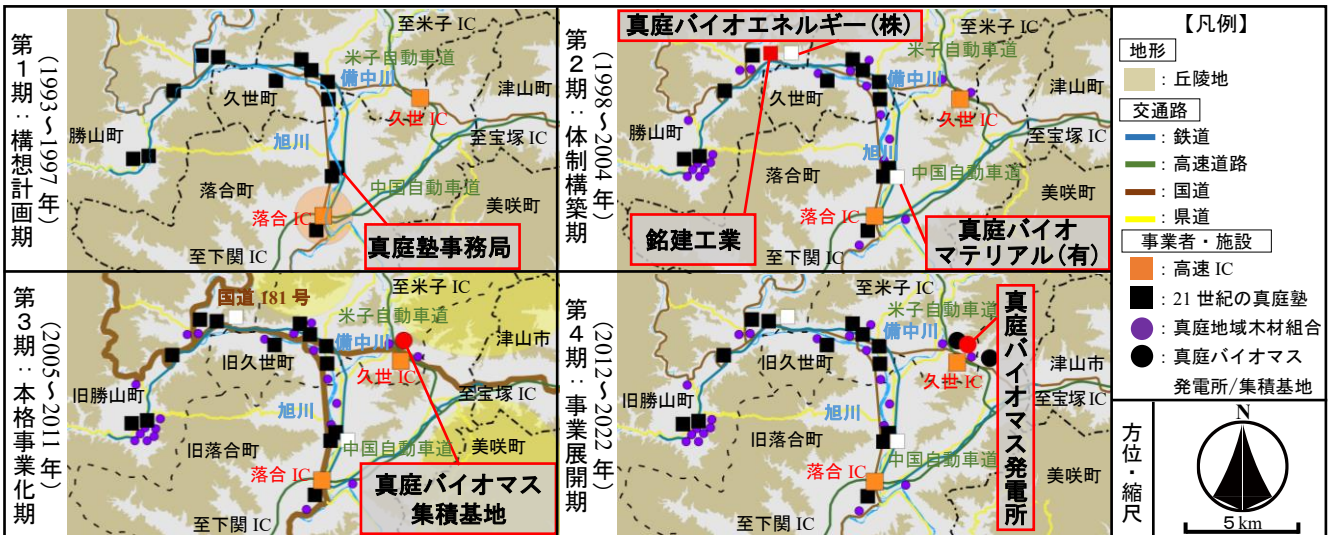 第1期:構想計画期
(1993~1997年)
至米子IC
米子自動車道
備中川
久世町
津山町
久世IC
勝山町
至宝塚IC
旭川
落合町
中国自動車道
美咲町
落合IC
真庭塾事務局
至下関IC
第2期:体制構築期
(1998~2004年)
真庭バイオエネルギー(株)
至米子IC
米子自動車道
備中川
久世町
津山町
久世IC
勝山町
至宝塚IC
旭川
落合町
中国自動車道
美咲町
落合IC
銘建工業
真庭バイオ
マテリアル(有)
至下関IC
第3期:本格事業化期
(2005~2011年)
国道181号
至米子IC
米子自動車道
備中川
旧久世町
津山市
久世IC
旧勝山町
至宝塚IC
旭川
旧落合町
中国自動車道
美咲町
落合IC
真庭バイオマス
集積基地
至下関IC
第4期:事業展開期
(2012~2022年)
至米子IC
米子自動車道
備中川
旧久世町
津山市
久世IC
旧勝山町
至宝塚IC
旭川
旧落合町
中国自動車道
美咲町
落合IC
真庭バイオマス発電所
至下関IC
【凡例】
地形
:丘陵地
交通路
:鉄道
:高速道路
:国道
:県道
事業者・施設
:高速IC
:21世紀の真庭塾
:真庭地域木材組合
:真庭バイオマス
発電所/集積基地
方位・縮尺
N
5km